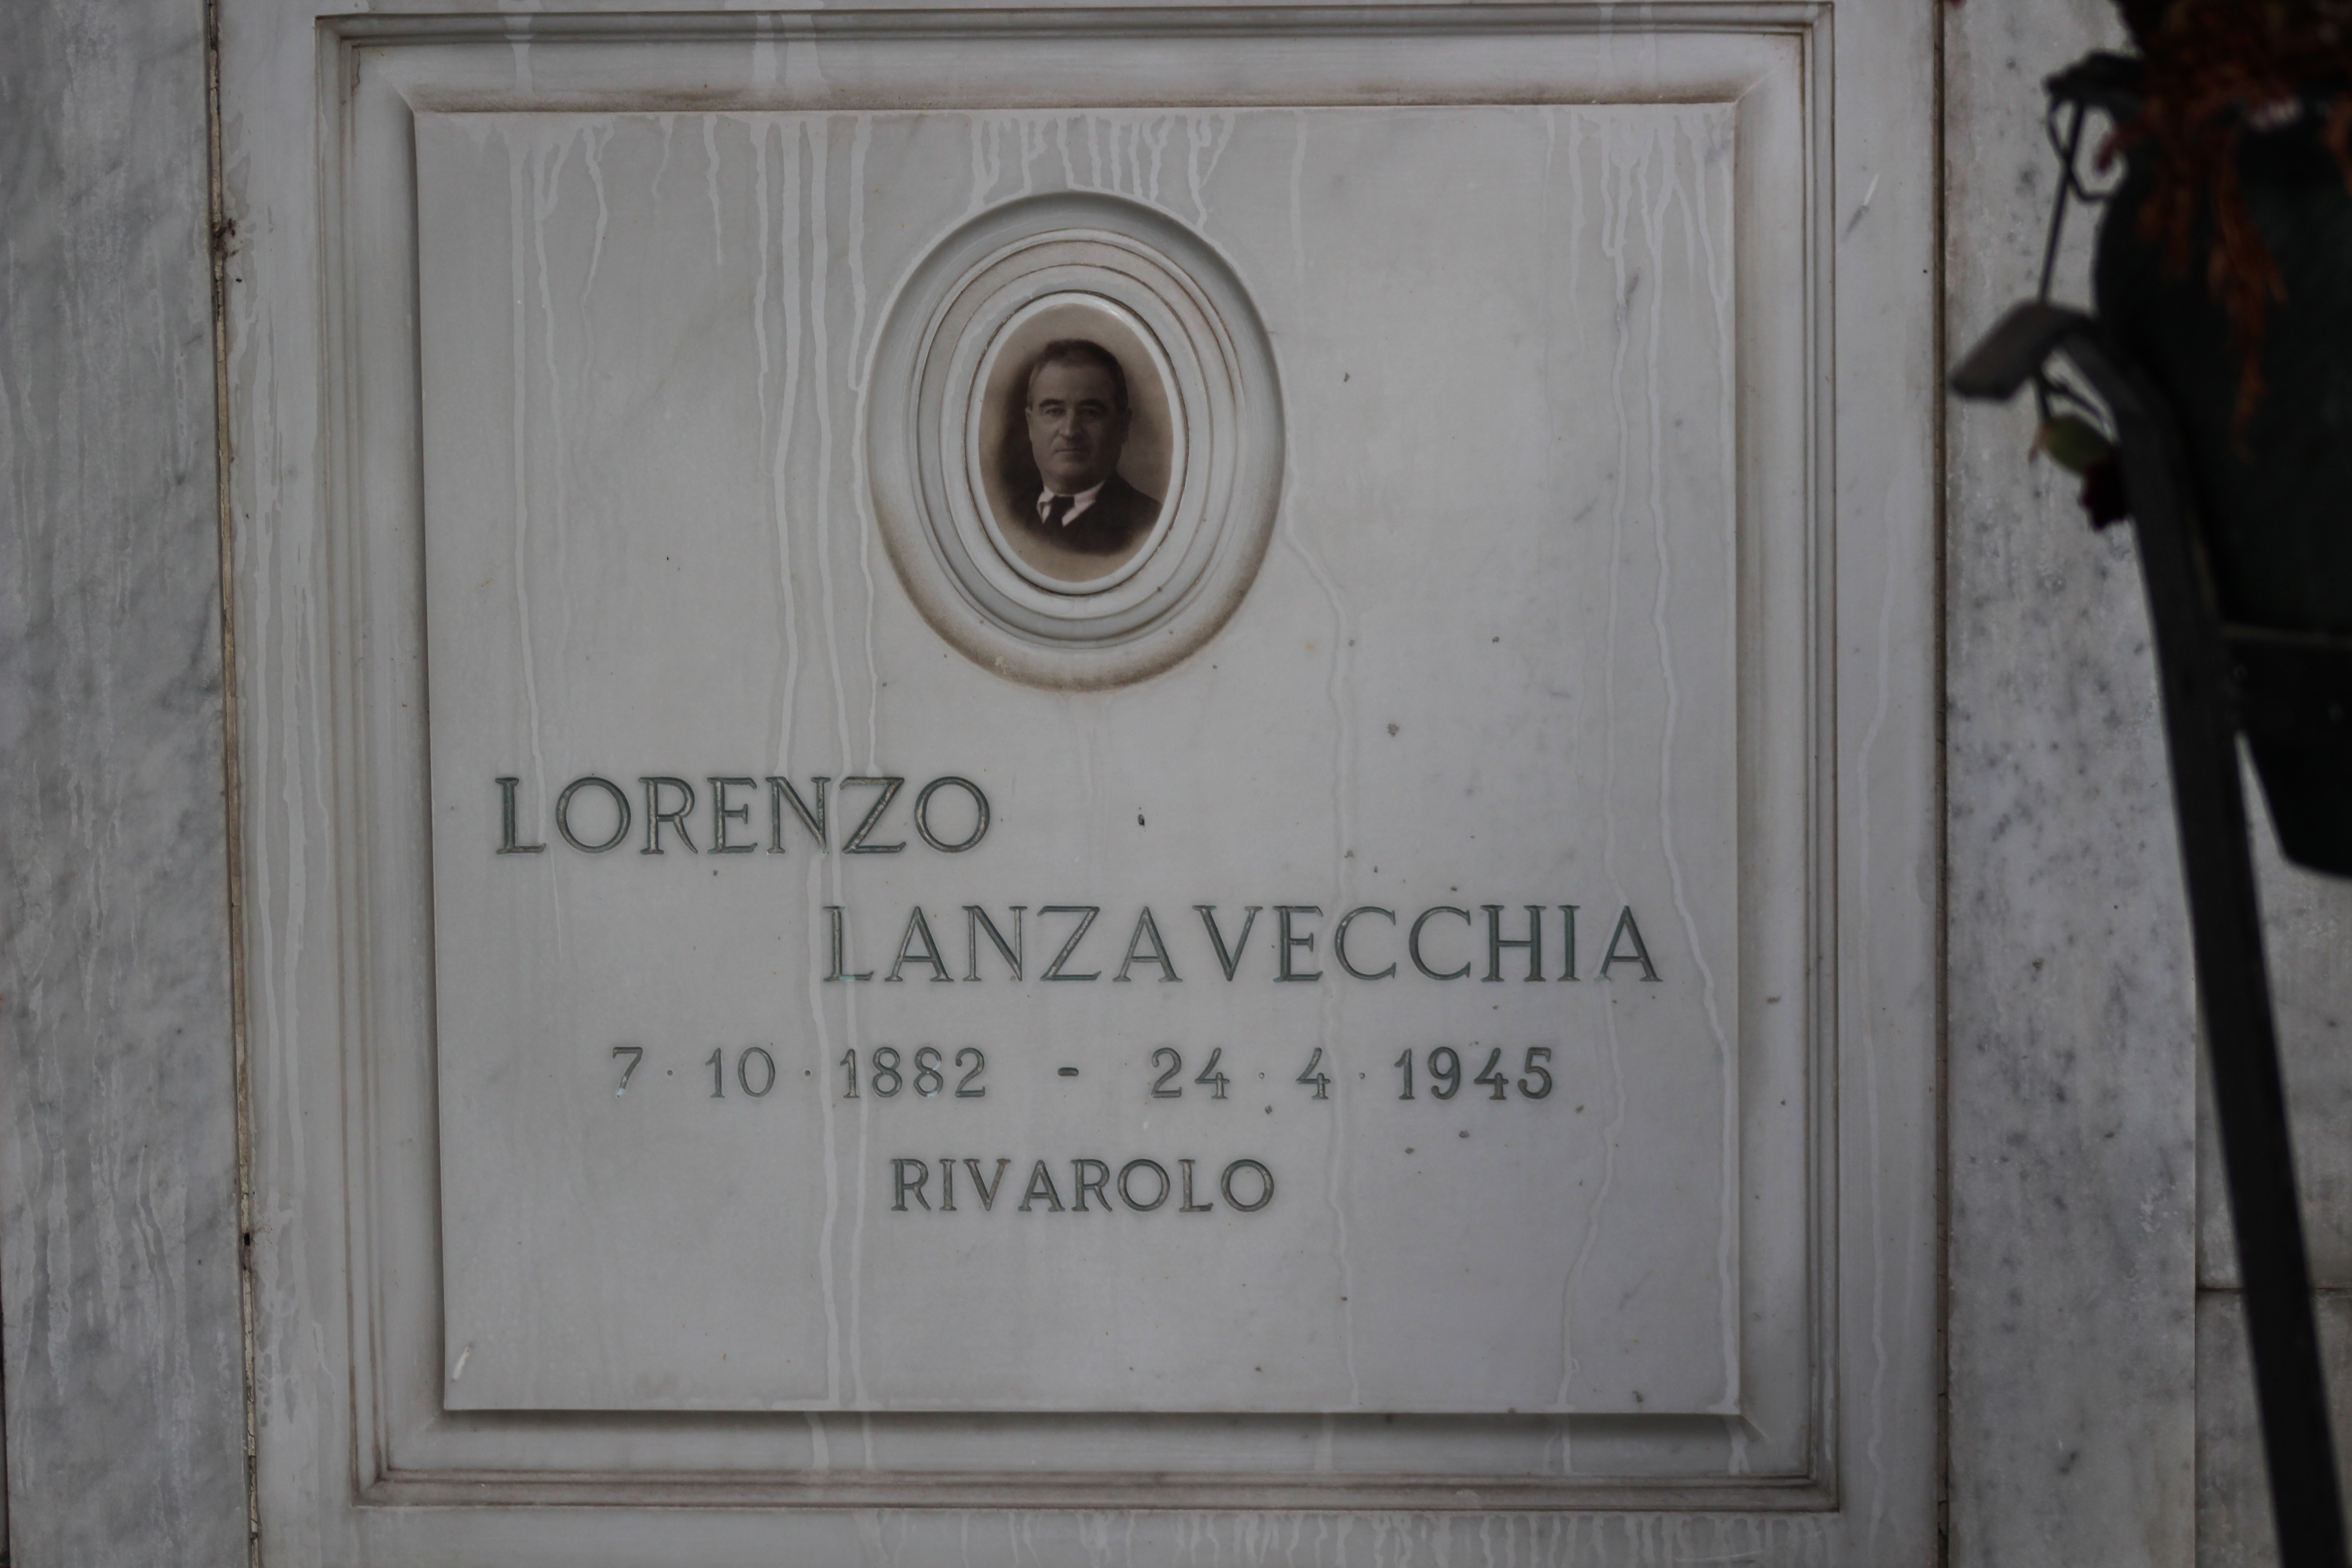 LORENZO
LANZAVECCHIA
7·10·1882 - 24·4·1945
RIVAROLO